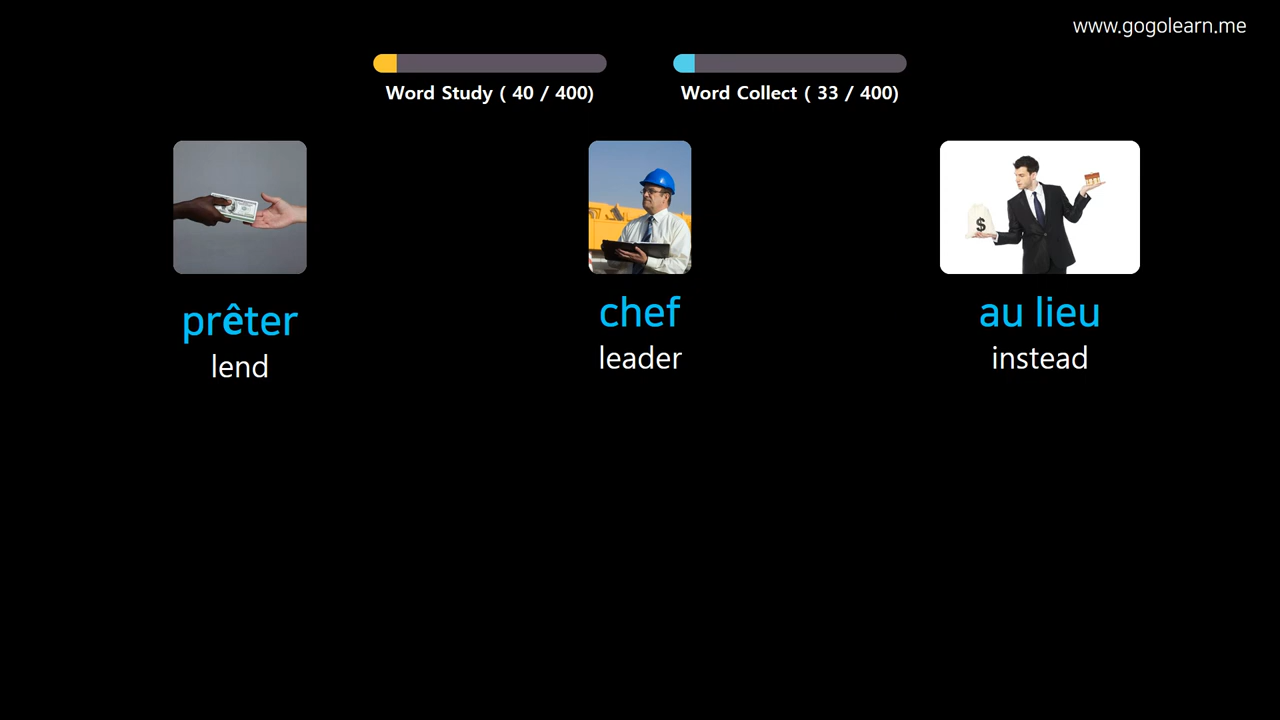 www.gogolearn.me
Word Study ( 40 / 400)
Word Collect ( 33 / 400)
$
prêter
chef
au lieu
lend
leader
instead